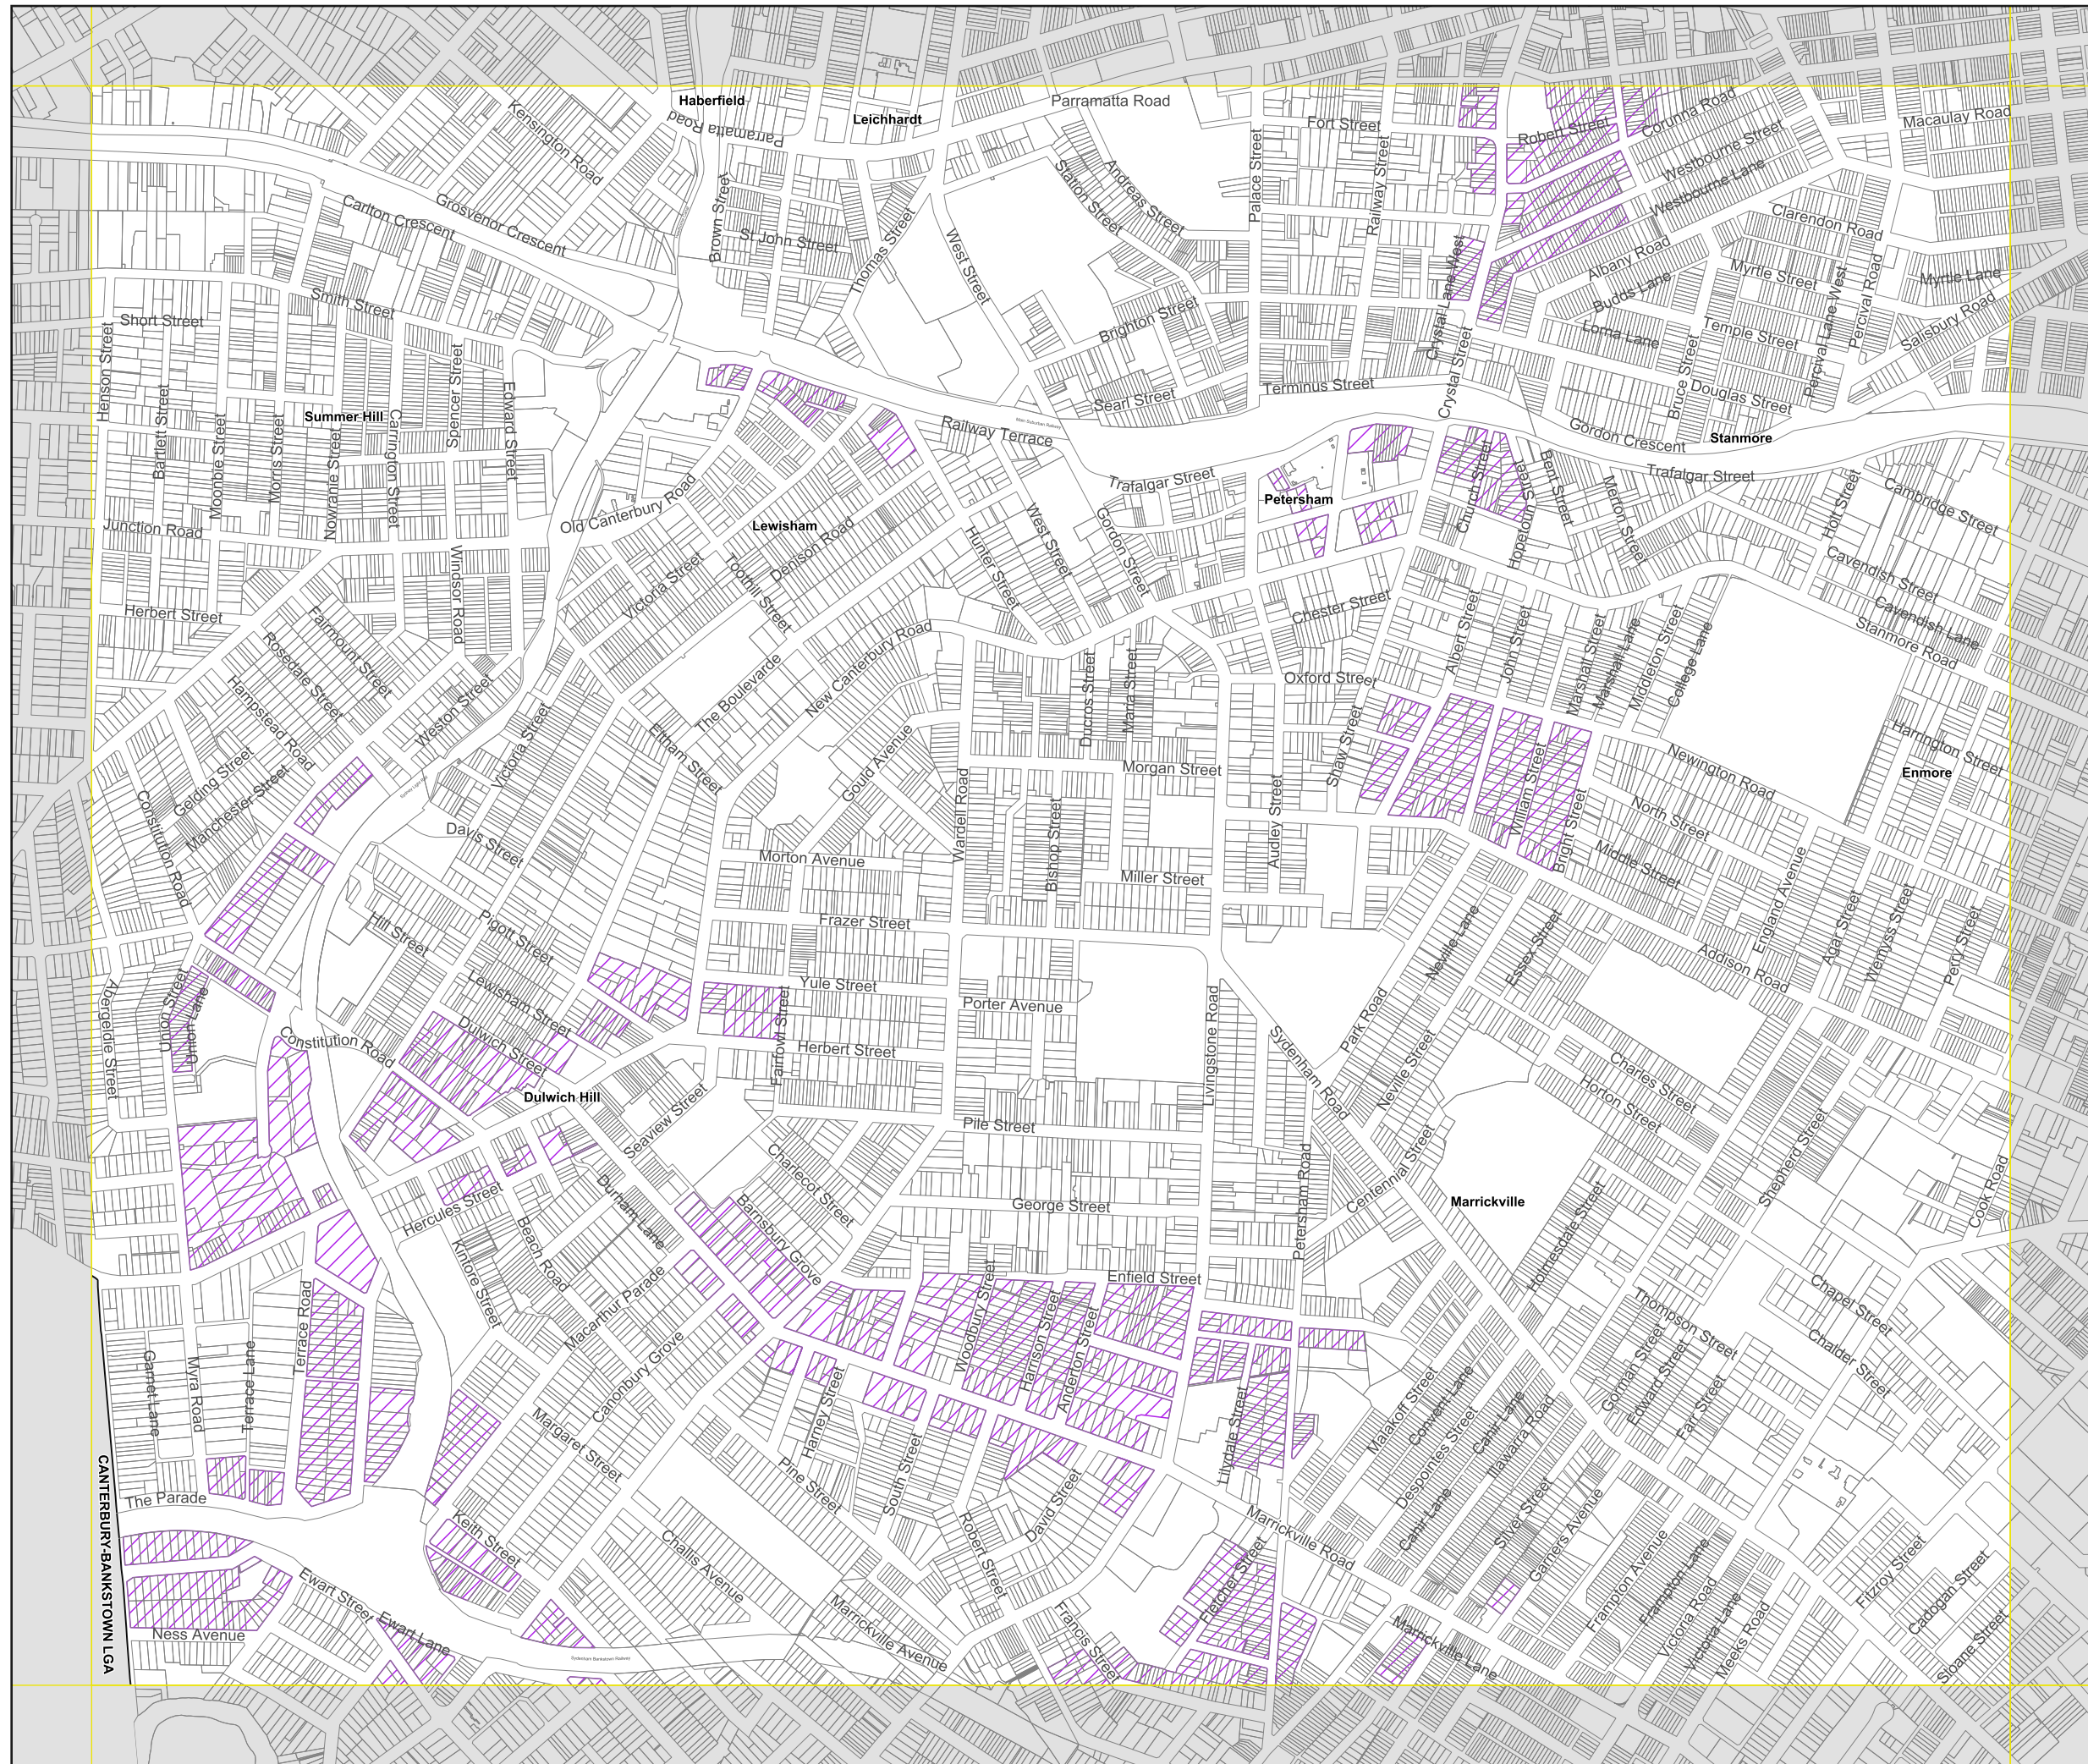 Haberfield
Leichhardt
Parramatta Road
Parramatta Road
Kensington Road
Fort Street
Robert Street
Corunna Road
Macaulay Road
Westbourne Street
Westbourne Lane
Palace Street
Railway Street
Station Street
Andreas Street
Carlton Crescent
Grosvenor Crescent
Brown Street
St John Street
Thomas Street
West Street
Clarendon Road
Albany Road
Myrtle Street
Myrtle Lane
Budds Lane
Percival Lane West
Percival Road
Salisbury Road
Crystal Lane West
Smith Street
Short Street
Brighton Street
Lorna Lane
Temple Street
Henson Street
Spencer Street
Edward Street
Crystal Street
Bruce Street
Terminus Street
Searl Street
Douglas Street
Bartlett Street
Moonbie Street
Morris Street
Summer Hill
Nowranie Street
Carrington Street
Railway Terrace
Main Suburban Railway
Gordon Crescent
Stanmore
Trafalgar Street
Trafalgar Street
Petersham
Church Street
Hopetoun Street
Bent Street
Merton Street
Holt Street
Cambridge Street
Old Canterbury Road
Lewisham
Denison Road
West Street
Gordon Street
Hunter Street
Junction Road
Windsor Road
Victoria Street
Toothill Street
Cavendish Street
Cavendish Lane
Stanmore Road
Chester Street
Herbert Street
Fairmount Street
Rosedale Street
Hampstead Road
Weston Street
Albert Street
John Street
Marshall Street
Marshall Lane
Middleton Street
College Lane
New Canterbury Road
The Boulevarde
Ducros Street
Maria Street
Oxford Street
Shaw Street
Victoria Street
Eltham Street
Gould Avenue
Morgan Street
Newington Road
Harrington Street
Enmore
Gelding Street
Manchester Street
Constitution Road
Sydney Light Rail
Davis Street
Morton Avenue
Wardell Road
Bishop Street
Audley Street
Miller Street
William Street
Bright Street
North Street
Middle Street
England Avenue
Agar Street
Wemyss Street
Perry Street
Addison Road
Hill Street
Pigott Street
Frazer Street
Neville Lane
Essex Street
Lewisham Street
Yule Street
Porter Avenue
Livingstone Road
Park Road
Sydenham Road
Abergeldie Street
Union Street
Union Lane
Constitution Road
Dulwich Street
Fairfowl Street
Herbert Street
Neville Street
Charles Street
Horton Street
Dulwich Hill
Seaview Street
Pile Street
Petersham Road
Centennial Street
Shepherd Street
Cook Road
Charlecot Street
Durham Lane
Barnsbury Grove
George Street
Marrickville
Holmesdale Street
Hercules Street
Beach Road
Kintore Street
Macarthur Parade
Enfield Street
Woodbury Street
Harrison Street
Anderton Street
Thompson Street
Chapel Street
Chalder Street
Terrace Road
Garnet Lane
Myra Road
Terrace Lane
Canonbury Grove
Margaret Street
Harney Street
Lilydale Street
Malakoff Street
Convent Lane
Despointes Street
Calvert Street
Illawarra Road
Gorman Street
Edward Street
Farr Street
CANTERBURY-BANKSTOWN LGA
The Parade
Pine Street
South Street
David Street
Robert Street
Keith Street
Challis Avenue
Marrickville Road
Silver Street
Garners Avenue
Frampton Avenue
Frampton Lane
Victoria Road
Victoria Lane
Meeks Road
Fitzroy Street
Cadogan Street
Sloane Street
Ewart Street
Ewart Lane
Ness Avenue
Marrickville Avenue
Francis Street
Fletcher Street
Marrickville Lane